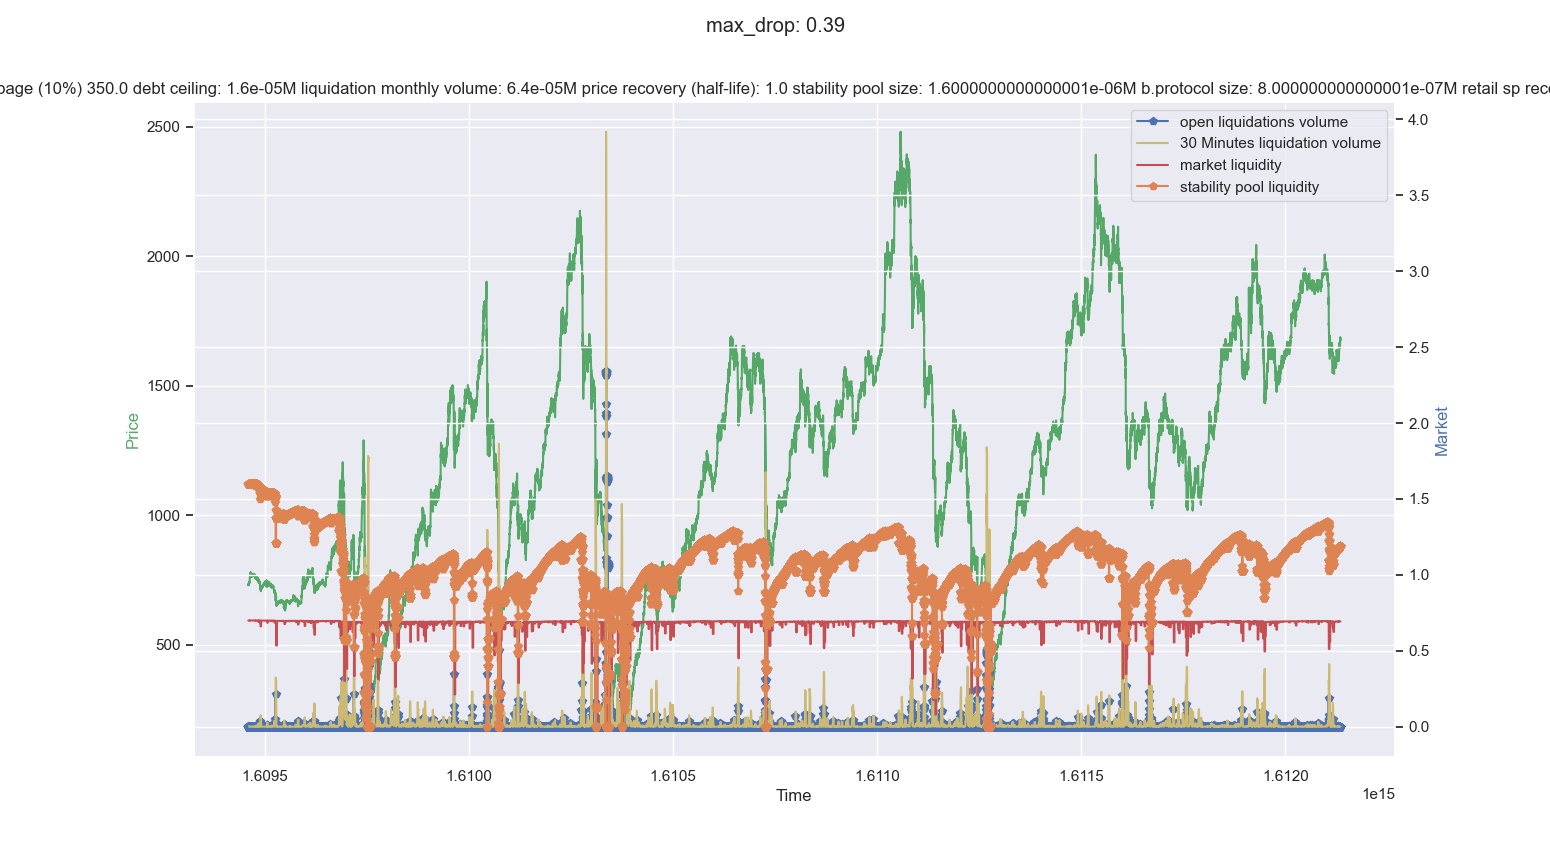 max_drop: 0.39
(10%) 350.0 debt ceiling: 1.6e-05M liquidation monthly volume: 6.4e-05M price recovery (half-life): 1.0 stability pool size: 1.6000000000000001e-06M b.protocol size: 8.000000000000001e-07M retail sp
open liquidations volume
30 Minutes liquidation volume
market liquidity
stability pool liquidity
2500
2000
1500
1000
500
Price
4.0
3.5
3.0
2.5
2.0
1.5
1.0
0.5
0.0
Market
1.6095
1.6100
1.6105
1.6110
1.6115
1.6120
1e15
Time